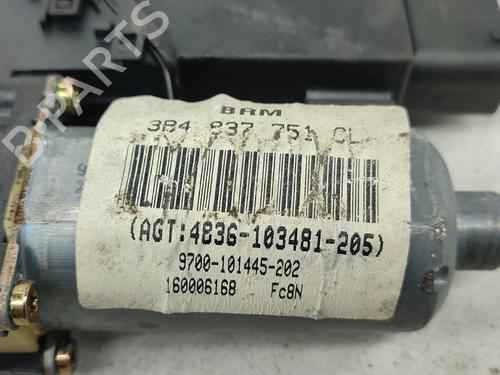 B-PARTS
BRM
3B4 837 751 CL
(AGT:4836-103481-205)
9700-101445-202
160006168 Fc8N